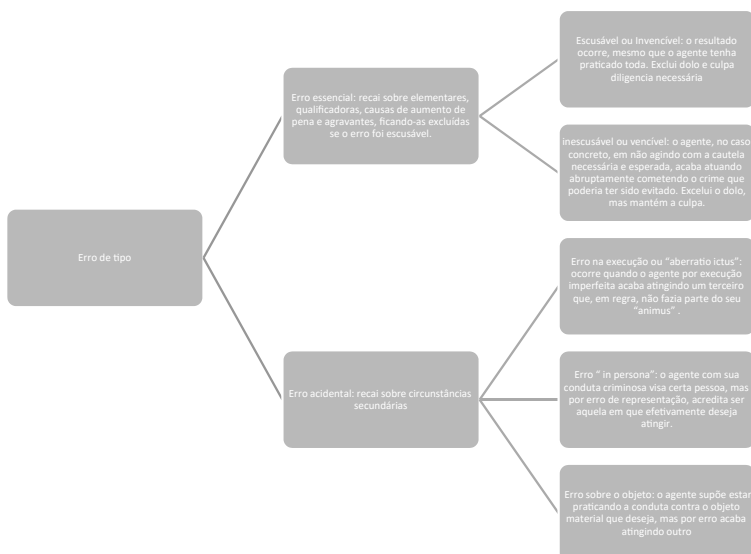 Erro de tipo
Erro essencial: recai sobre elementares,
qualificadoras, causas de aumento de
pena e agravantes, ficando-as excluídas
se o erro foi escusável.
Escusável ou Invencível: o resultado
ocorre, mesmo que o agente tenha
praticado toda. Exclui dolo e culpa
diligencia necessária
inescusável ou vencível: o agente, no caso
concreto, em não agindo com a cautela
necessária e esperada, acaba atuando
abruptamente cometendo o crime que
poderia ter sido evitado. Excelui o dolo,
mas mantém a culpa.
Erro acidental: recai sobre circunstâncias
secundárias
Erro na execução ou "aberratio ictus":
ocorre quando o agente por execução
imperfeita acaba atingindo um terceiro
que, em regra, não fazia parte do seu
"animus" .
Erro " in persona": o agente com sua
conduta criminosa visa certa pessoa, mas
por erro de representação, acredita ser
aquela em que efetivamente deseja
atingir.
Erro sobre o objeto: o agente supõe estar
praticando a conduta contra o objeto
material que deseja, mas por erro acaba
atingindo outro